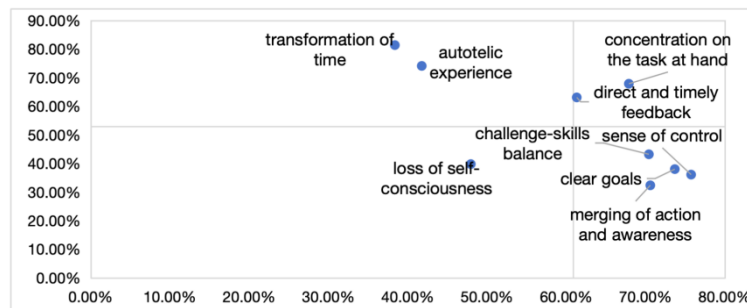 90.00%
80.00%
70.00%
60.00%
50.00%
40.00%
30.00%
20.00%
10.00%
0.00%
transformation of
time
autotelic
experience
concentration on
the task at hand
direct and timely
feedback
challenge-skills
balance
sense of control
loss of self-
consciousness
clear goals
merging of action
and awareness
0.00%
10.00%
20.00%
30.00%
40.00%
50.00%
60.00%
70.00%
80.00%